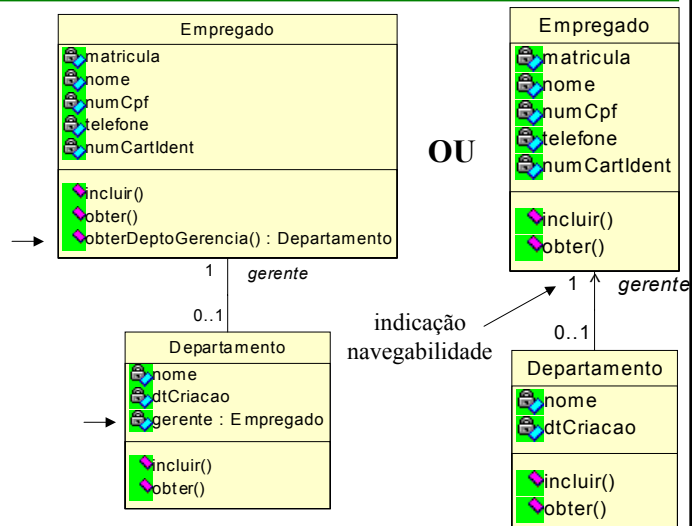 Empregado
matricula
nome
numCpf
telefone
numCartIdent
incluir()
obter()
obterDeptoGerencia() : Departamento
1 gerente
0..1
Departamento
nome
dtCriacao
gerente : Empregado
incluir()
obter()
OU
indicação
navegabilidade
Empregado
matricula
nome
numCpf
telefone
numCartIdent
incluir()
obter()
1 gerente
0..1
Departamento
nome
dtCriacao
incluir()
obter()